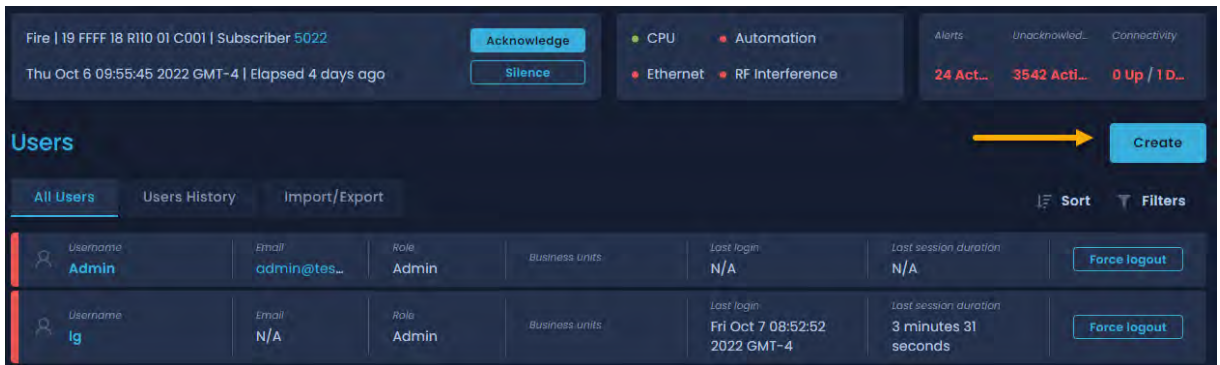 Fire | 19 FFFF 18 R110 01 C001 | Subscriber 5022
Thu Oct 6 09:55:45 2022 GMT-4 | Elapsed 4 days ago
Acknowledge
Silence
CPU
Automation
Ethernet
RF Interference
Alerts
Unacknowled...
Connectivity
24 Act...
3542 Acti...
0 Up / 1 D...
Users
Create
All Users
Users History
Import/Export
Sort
Filters
Username
Email
Role
Business units
Last login
Last session duration
Admin
admin@tes...
Admin
N/A
N/A
Force logout
Username
Email
Role
Business units
Last login
Last session duration
lg
N/A
Admin
Fri Oct 7 08:52:52
2022 GMT-4
3 minutes 31
seconds
Force logout